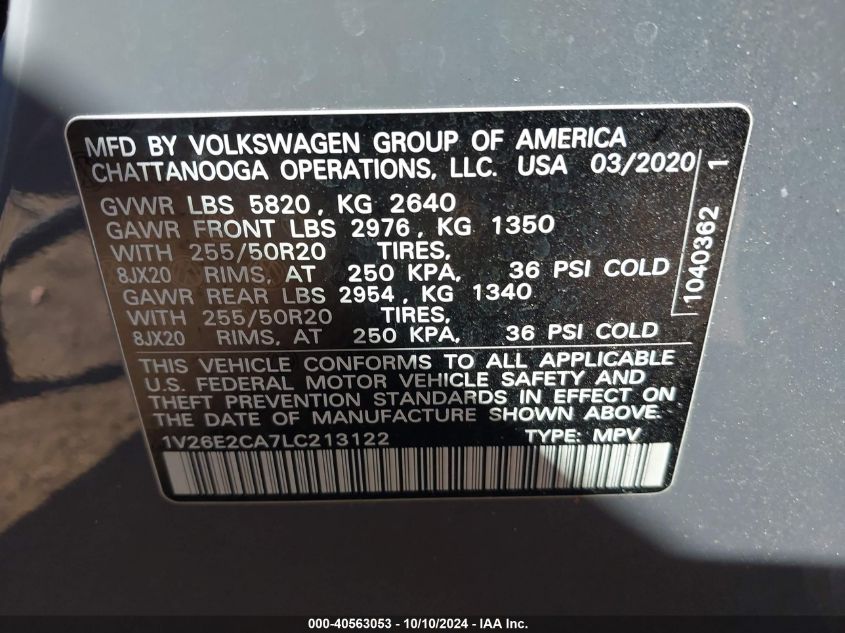 MFD BY VOLKSWAGEN GROUP OF AMERICA
CHATTANOOGA OPERATIONS, LLC. USA 03/2020
GVWR LBS 5820, KG 2640
GAWR FRONT LBS 2976, KG 1350
WITH 255/50R20 TIRES,
8JX20 RIMS, AT 250 KPA, 36 PSI COLD
GAWR REAR LBS 2954, KG 1340
WITH 255/50R20 TIRES,
8JX20 RIMS, AT 250 KPA, 36 PSI COLD
THIS VEHICLE CONFORMS TO ALL APPLICABLE
U.S. FEDERAL MOTOR VEHICLE SAFETY AND
THEFT PREVENTION STANDARDS IN EFFECT ON
THE DATE OF MANUFACTURE SHOWN ABOVE.
1V26E2CA7LC213122 TYPE: MPV
1040362 1
000-40563053 - 10/10/2024 - IAA Inc.